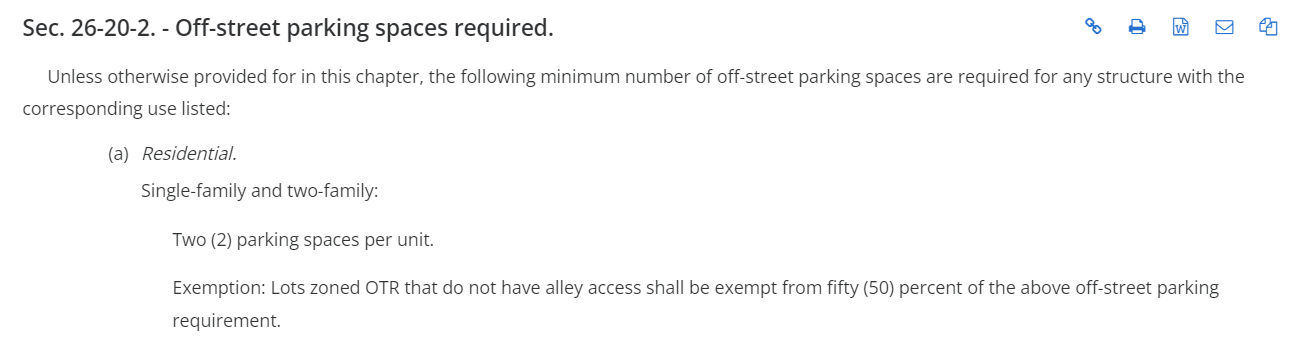 Sec. 26-20-2. - Off-street parking spaces required.
Unless otherwise provided for in this chapter, the following minimum number of off-street parking spaces are required for any structure with the
corresponding use listed:
(a) Residential.
Single-family and two-family:
Two (2) parking spaces per unit.
Exemption: Lots zoned OTR that do not have alley access shall be exempt from fifty (50) percent of the above off-street parking
requirement.